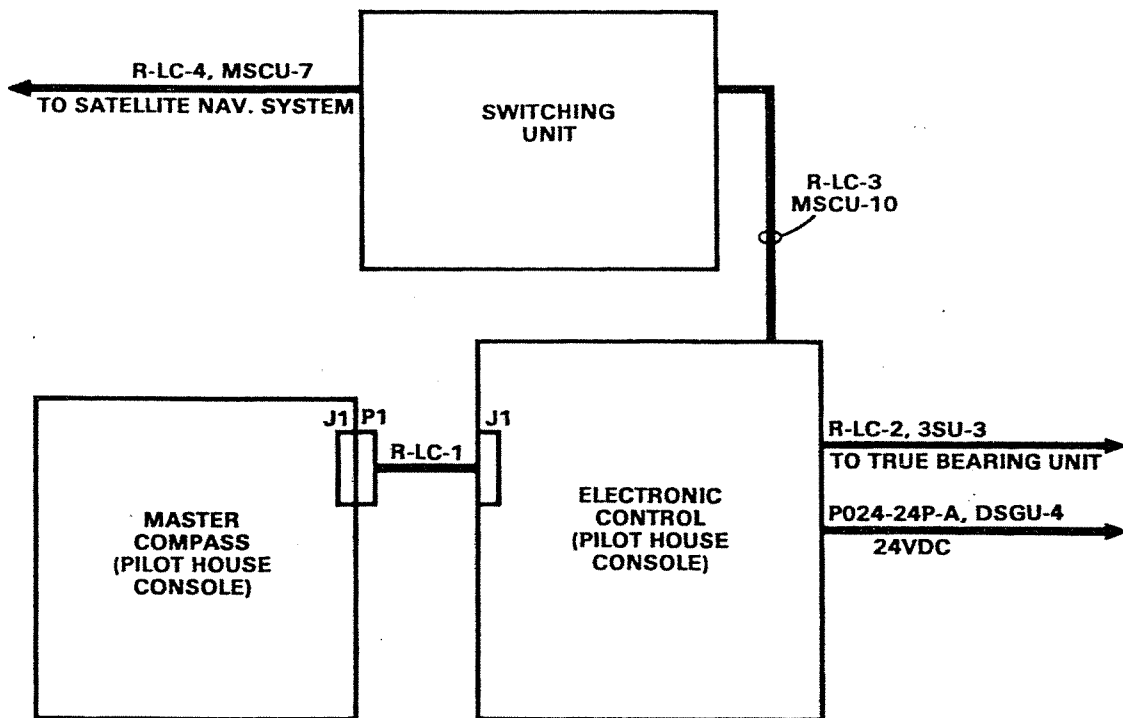 R-LC-4, MSCU-7
TO SATELLITE NAV. SYSTEM
SWITCHING
UNIT
R-LC-3
MSCU-10
J1 P1
R-LC-1
J1
MASTER
COMPASS
(PILOT HOUSE
CONSOLE)
ELECTRONIC
CONTROL
(PILOT HOUSE
CONSOLE)
R-LC-2, 3SU-3
TO TRUE BEARING UNIT
P024-24P-A, DSGU-4
24VDC